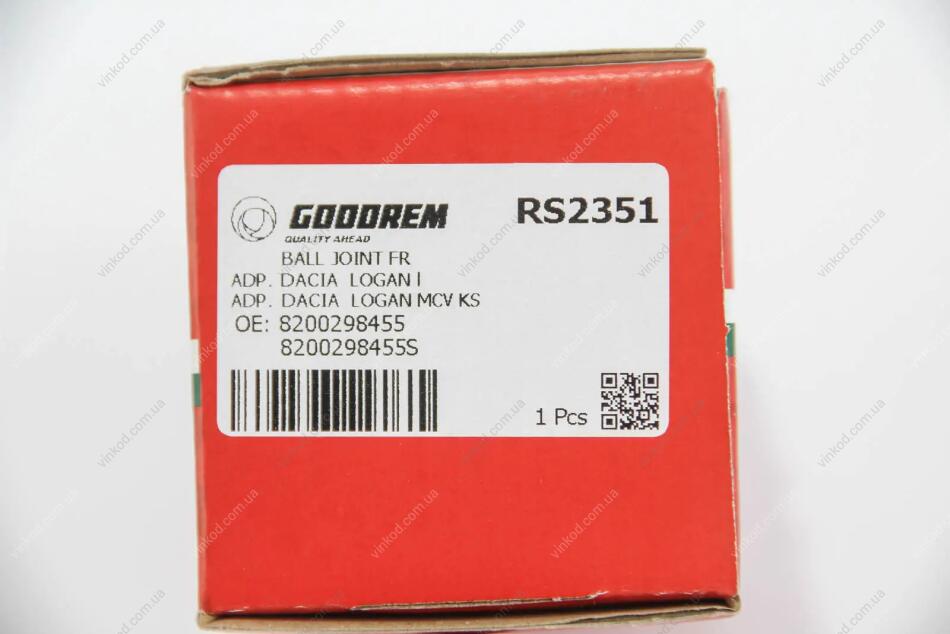 GOODREM
RS2351
QUALITY AHEAD
BALL JOINT FR
ADP. DACIA LOGAN I
ADP. DACIA LOGAN MCV KS
OE: 8200298455
8200298455S
1 Pcs
vinkod.com.ua